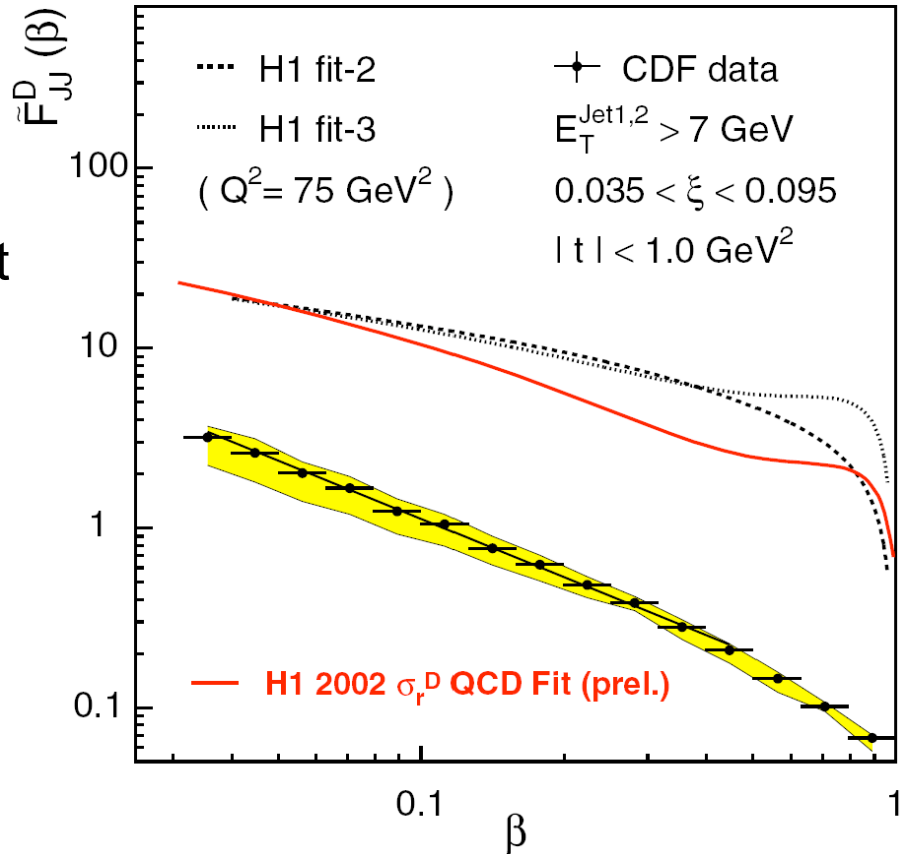 F̃ᴰ_JJ (β)
H1 fit-2
CDF data
H1 fit-3
E_T^Jet1,2 > 7 GeV
( Q² = 75 GeV² )
0.035 < ξ < 0.095
| t | < 1.0 GeV²
t
100
10
1
0.1
H1 2002 σ_r^D QCD Fit (prel.)
0.1
1
β